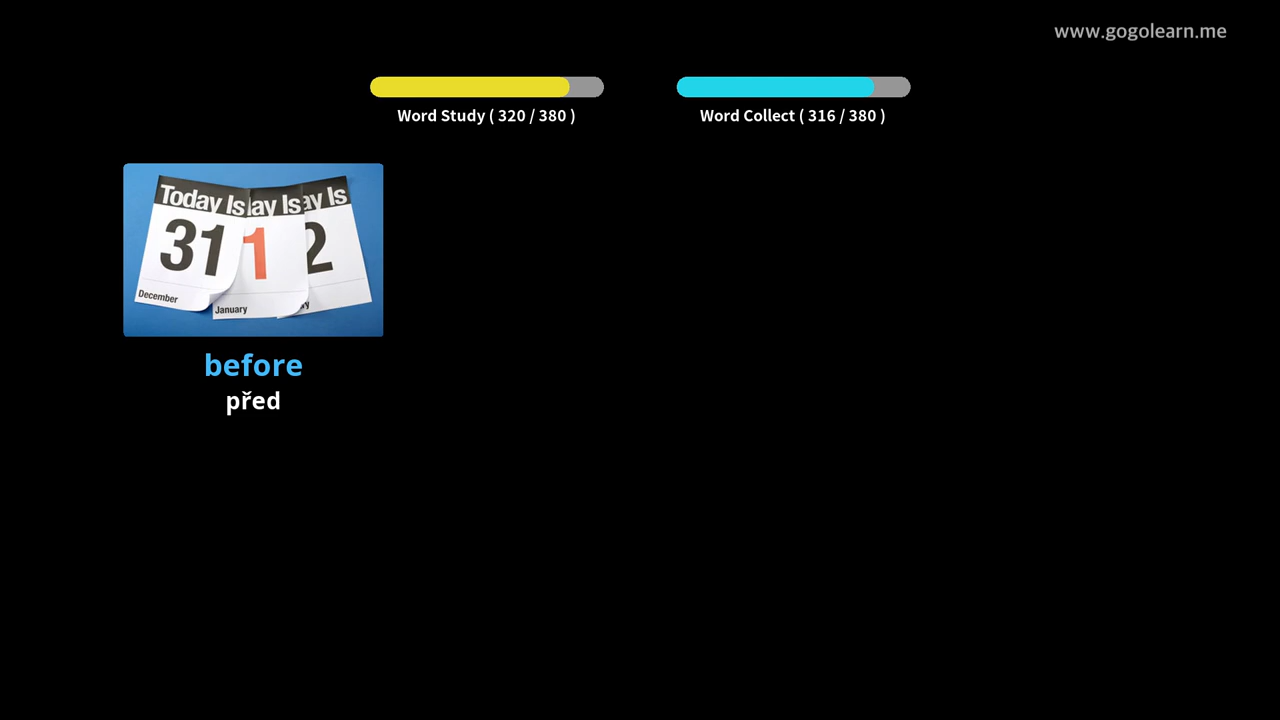 www.gogolearn.me
Word Study ( 320 / 380 )
Word Collect ( 316 / 380 )
Today Is
ay Is
ay Is
31
1
2
December
January
ry
before
před